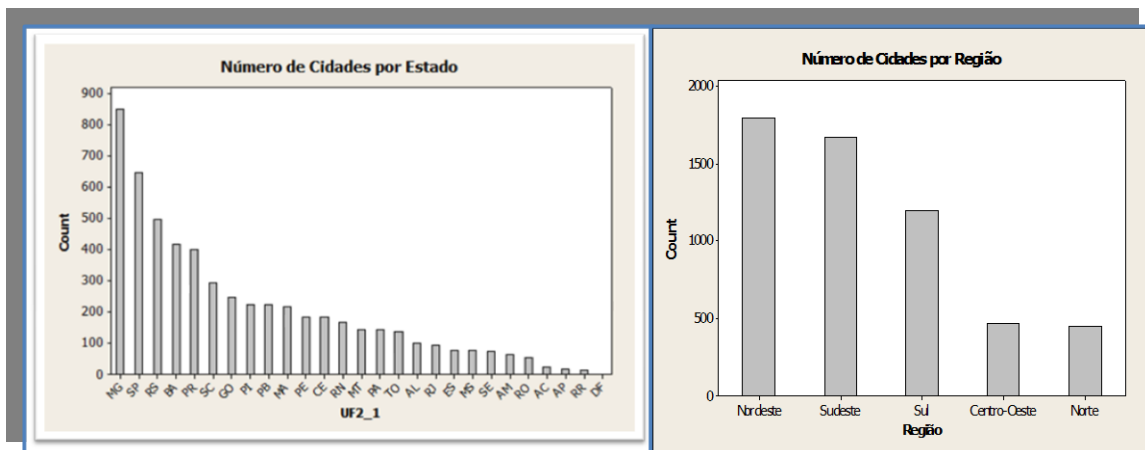 Número de Cidades por Estado
900
800
700
600
500
400
300
200
100
0
Count
MG SP RS BA PR SC GO PI PB MA PE CE RN MT PA TO AL RJ ES MS SE AM RO AC AP RR DF
UF2_1
Número de Cidades por Região
2000
1500
1000
500
0
Count
Nordeste Sudeste Sul Centro-Oeste Norte
Região